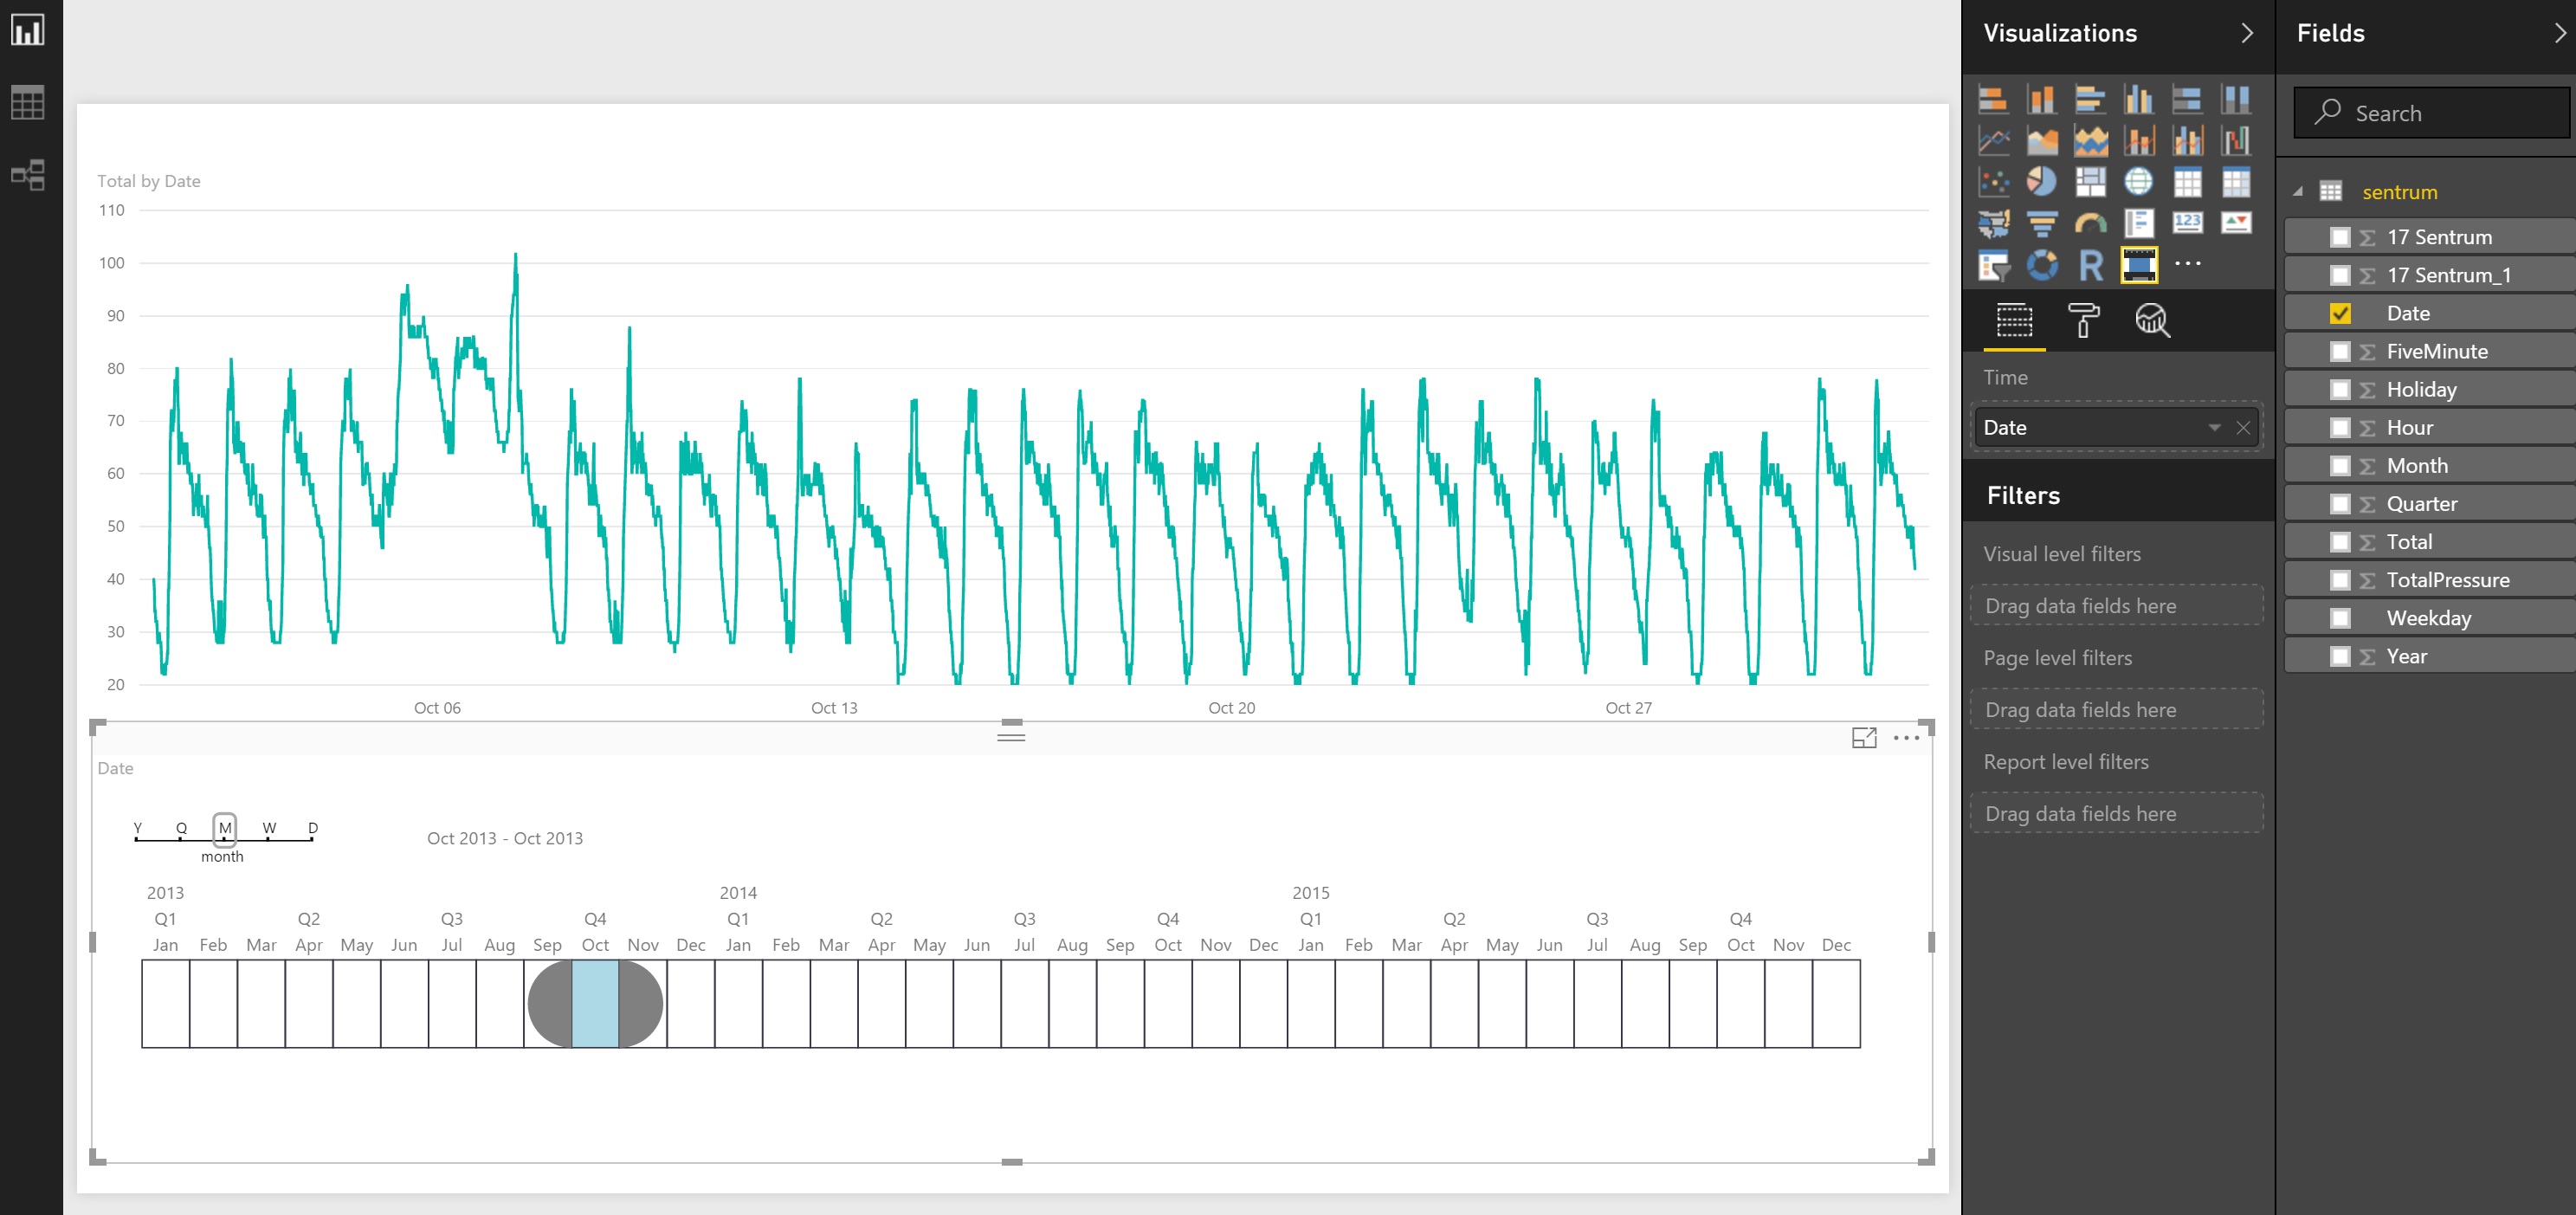 Total by Date
110
100
90
80
70
60
50
40
30
20
Oct 06 Oct 13 Oct 20 Oct 27
Date
Y Q M W D
month
Oct 2013 - Oct 2013
2013 2014 2015
Q1 Q2 Q3 Q4 Q1 Q2 Q3 Q4 Q1 Q2 Q3 Q4
Jan Feb Mar Apr May Jun Jul Aug Sep Oct Nov Dec Jan Feb Mar Apr May Jun Jul Aug Sep Oct Nov Dec Jan Feb Mar Apr May Jun Jul Aug Sep Oct Nov Dec
Visualizations
123
R
Time
Date
Filters
Visual level filters
Drag data fields here
Page level filters
Drag data fields here
Report level filters
Drag data fields here
Fields
Search
sentrum
17 Sentrum
17 Sentrum_1
Date
FiveMinute
Holiday
Hour
Month
Quarter
Total
TotalPressure
Weekday
Year